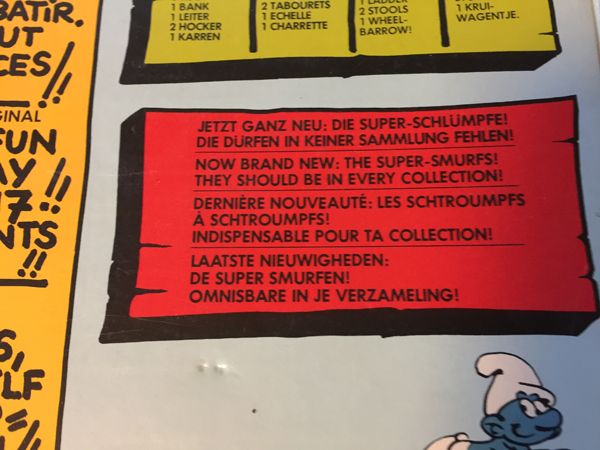 BATIR.
UT
CES!!
GINAL
FUN
AY
17!!
NTS
!!
S,
LF
!!
1 BANK
1 LEITER
2 HOCKER
1 KARREN
2 TABOURETS
1 ECHELLE
1 CHARRETTE
1 LADDER
2 STOOLS
1 WHEEL-
BARROW!
1 KRUI-
WAGENTJE.
JETZT GANZ NEU: DIE SUPER-SCHLÜMPFE!
DIE DÜRFEN IN KEINER SAMMLUNG FEHLEN!
NOW BRAND NEW: THE SUPER-SMURFS!
THEY SHOULD BE IN EVERY COLLECTION!
DERNIÈRE NOUVEAUTÉ: LES SCHTROUMPFS
À SCHTROUMPFS!
INDISPENSABLE POUR TA COLLECTION!
LAATSTE NIEUWIGHEDEN:
DE SUPER SMURFEN!
OMNISBARE IN JE VERZAMELING!